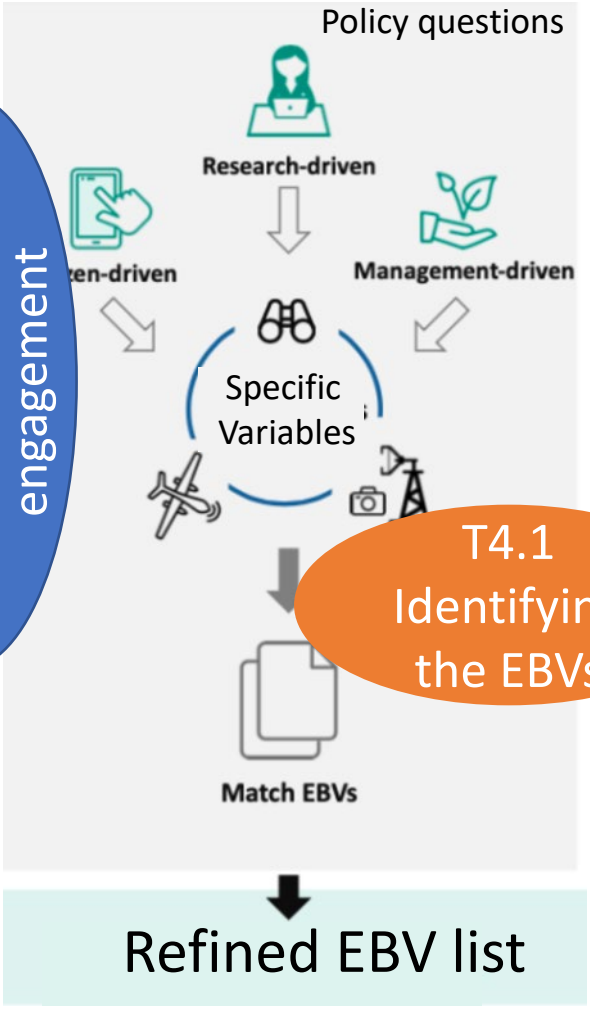 Policy questions
Research-driven
zen-driven
Management-driven
engagement
Specific
Variables
T4.1
Identifyin
the EBVs
Match EBVs
Refined EBV list